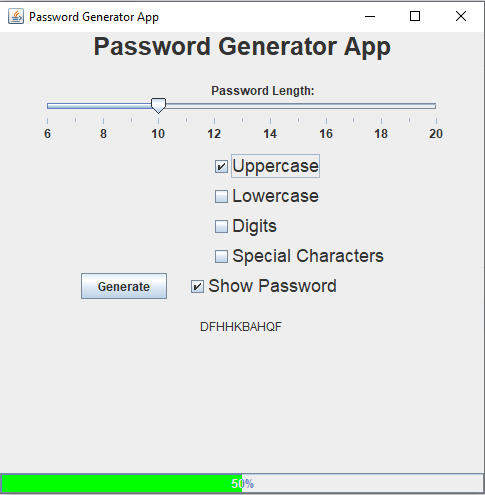 Password Generator App
Password Generator App
Password Length:
6 8 10 12 14 16 18 20
Uppercase
Lowercase
Digits
Special Characters
Generate Show Password
DFHHKBAHQF
50%